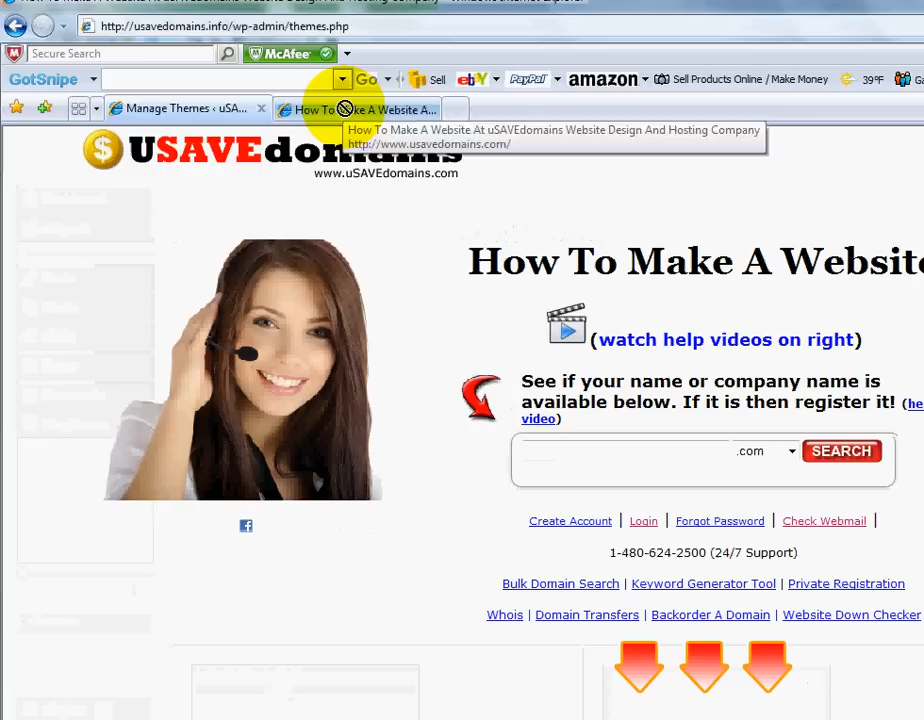 http://usavedomains.info/wp-admin/themes.php
Secure Search McAfee
GotSnipe Go Sell ebY PayPal amazon Sell Products Online / Make Money 39°F Ga
Manage Themes ‹ uSA... How To Make A Website A...
How To Make A Website At uSAVEdomains Website Design And Hosting Company
http://www.usavedomains.com/
USAVEdomains
www.uSAVEdomains.com
How To Make A Website
(watch help videos on right)
See if your name or company name is
available below. If it is then register it! (he
video)
.com SEARCH
Create Account | Login | Forgot Password | Check Webmail |
1-480-624-2500 (24/7 Support)
Bulk Domain Search | Keyword Generator Tool | Private Registration
Whois | Domain Transfers | Backorder A Domain | Website Down Checker